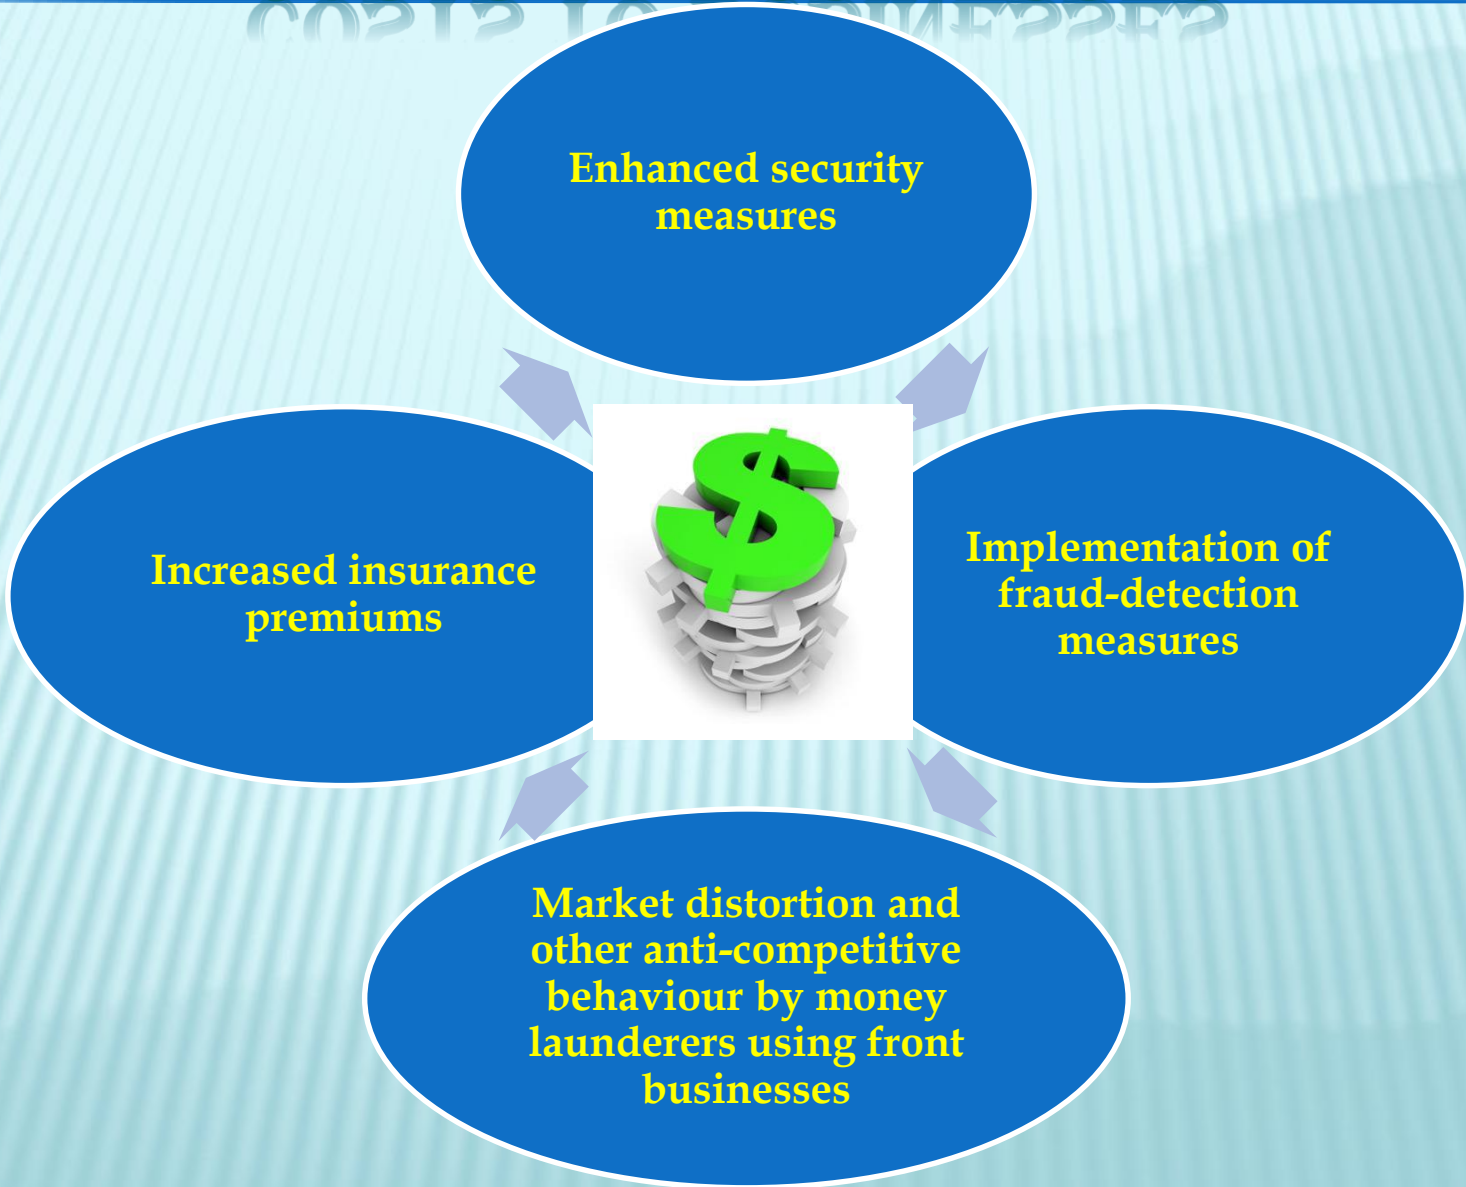 Enhanced security
measures
Increased insurance
premiums
Implementation of
fraud-detection
measures
Market distortion and
other anti-competitive
behaviour by money
launderers using front
businesses